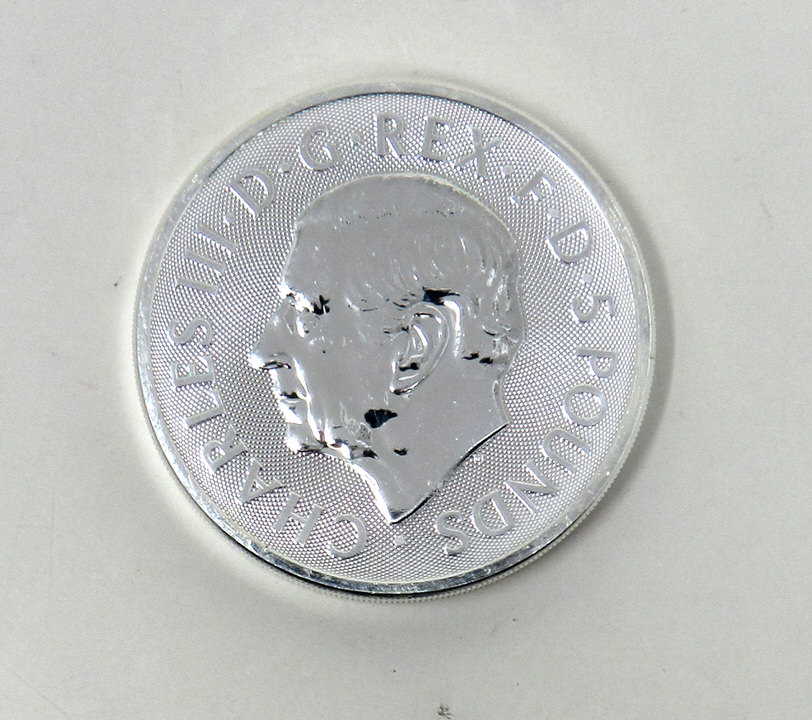 · CHARLES III · D · G · REX · F · D · 5 POUNDS